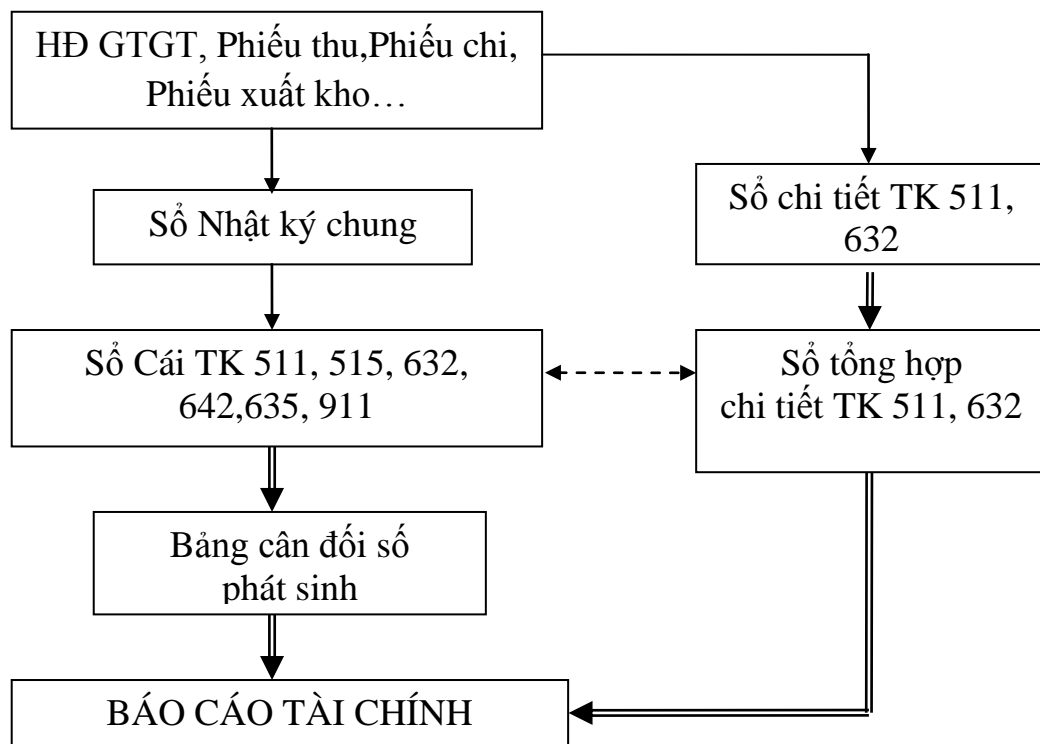 HĐ GTGT, Phiếu thu,Phiếu chi,
Phiếu xuất kho…
Sổ Nhật ký chung
Sổ chi tiết TK 511,
632
Sổ Cái TK 511, 515, 632,
642,635, 911
Sổ tổng hợp
chi tiết TK 511, 632
Bảng cân đối số
phát sinh
BÁO CÁO TÀI CHÍNH